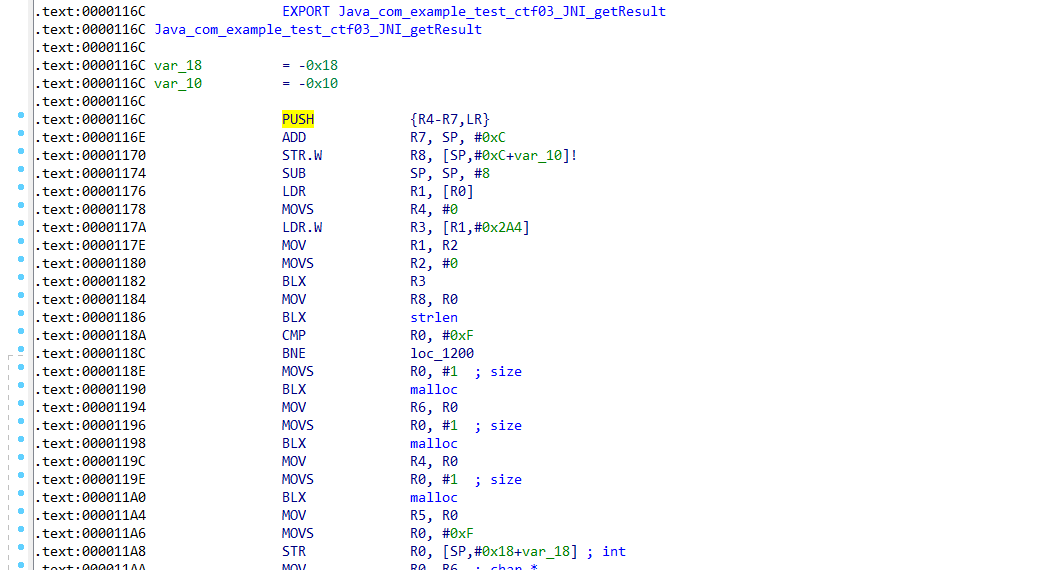 .text:0000116C EXPORT Java_com_example_test_ctf03_JNI_getResult
.text:0000116C Java_com_example_test_ctf03_JNI_getResult
.text:0000116C
.text:0000116C var_18 = -0x18
.text:0000116C var_10 = -0x10
.text:0000116C
.text:0000116C PUSH {R4-R7,LR}
.text:0000116E ADD R7, SP, #0xC
.text:00001170 STR.W R8, [SP,#0xC+var_10]!
.text:00001174 SUB SP, SP, #8
.text:00001176 LDR R1, [R0]
.text:00001178 MOVS R4, #0
.text:0000117A LDR.W R3, [R1,#0x2A4]
.text:0000117E MOV R1, R2
.text:00001180 MOVS R2, #0
.text:00001182 BLX R3
.text:00001184 MOV R8, R0
.text:00001186 BLX strlen
.text:0000118A CMP R0, #0xF
.text:0000118C BNE loc_1200
.text:0000118E MOVS R0, #1 ; size
.text:00001190 BLX malloc
.text:00001194 MOV R6, R0
.text:00001196 MOVS R0, #1 ; size
.text:00001198 BLX malloc
.text:0000119C MOV R4, R0
.text:0000119E MOVS R0, #1 ; size
.text:000011A0 BLX malloc
.text:000011A4 MOV R5, R0
.text:000011A6 MOVS R0, #0xF
.text:000011A8 STR R0, [SP,#0x18+var_18] ; int
.text:000011AA MOV R0, R6 ; char *